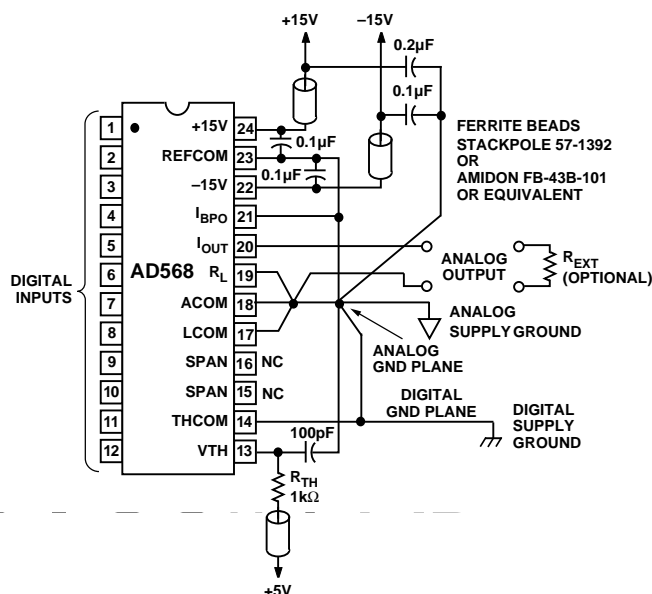 +15V
–15V
0.2µF
0.1µF
FERRITE BEADS
STACKPOLE 57-1392
OR
AMIDON FB-43B-101
OR EQUIVALENT
1
+15V
24
0.1µF
2
REFCOM
23
0.1µF
3
–15V
22
4
IBPO
21
5
IOUT
20
ANALOG
OUTPUT
REXT
(OPTIONAL)
DIGITAL
INPUTS
6
AD568
RL
19
7
ACOM
18
ANALOG
SUPPLY GROUND
8
LCOM
17
ANALOG
GND PLANE
9
SPAN
16
NC
10
SPAN
15
NC
DIGITAL
GND PLANE
11
THCOM
14
DIGITAL
SUPPLY
GROUND
100pF
12
VTH
13
RTH
1kΩ
+5V